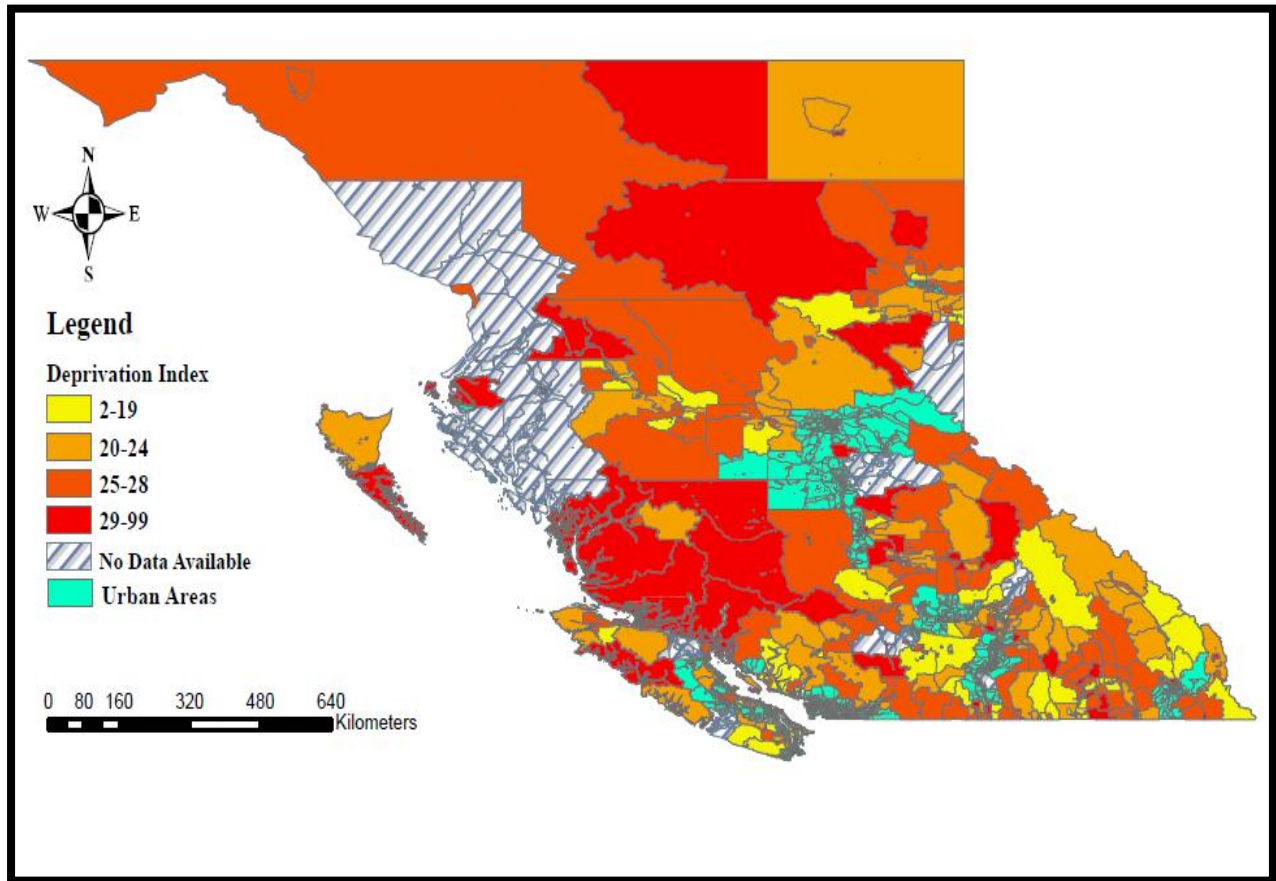 N
W E
S
Legend
Deprivation Index
2-19
20-24
25-28
29-99
No Data Available
Urban Areas
0 80 160 320 480 640
Kilometers